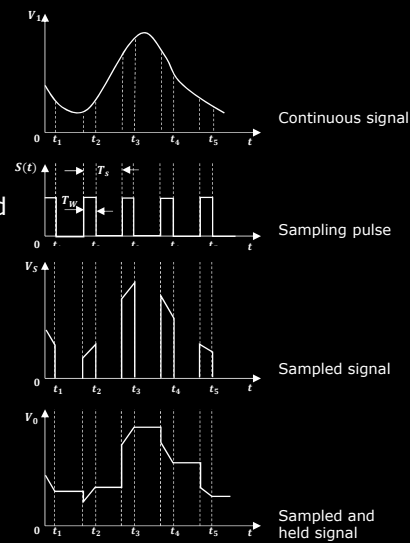 V₁
Continuous signal
0 t₁ t₂ t₃ t₄ t₅ t
S(t)
Tₛ
d
T_W
Sampling pulse
0 t
Vₛ
Sampled signal
0 t₁ t₂ t₃ t₄ t₅ t
V₀
Sampled and
held signal
0 t₁ t₂ t₃ t₄ t₅ t